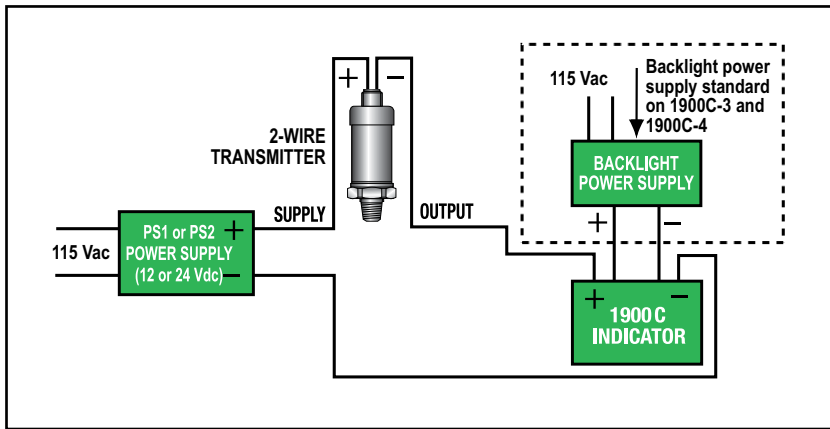 + −
2-WIRE
TRANSMITTER
SUPPLY
OUTPUT
115 Vac
PS1 or PS2 +
POWER SUPPLY
(12 or 24 Vdc) −
115 Vac
Backlight power
supply standard
on 1900C-3 and
1900C-4
BACKLIGHT
POWER SUPPLY
+ −
+ −
1900 C
INDICATOR